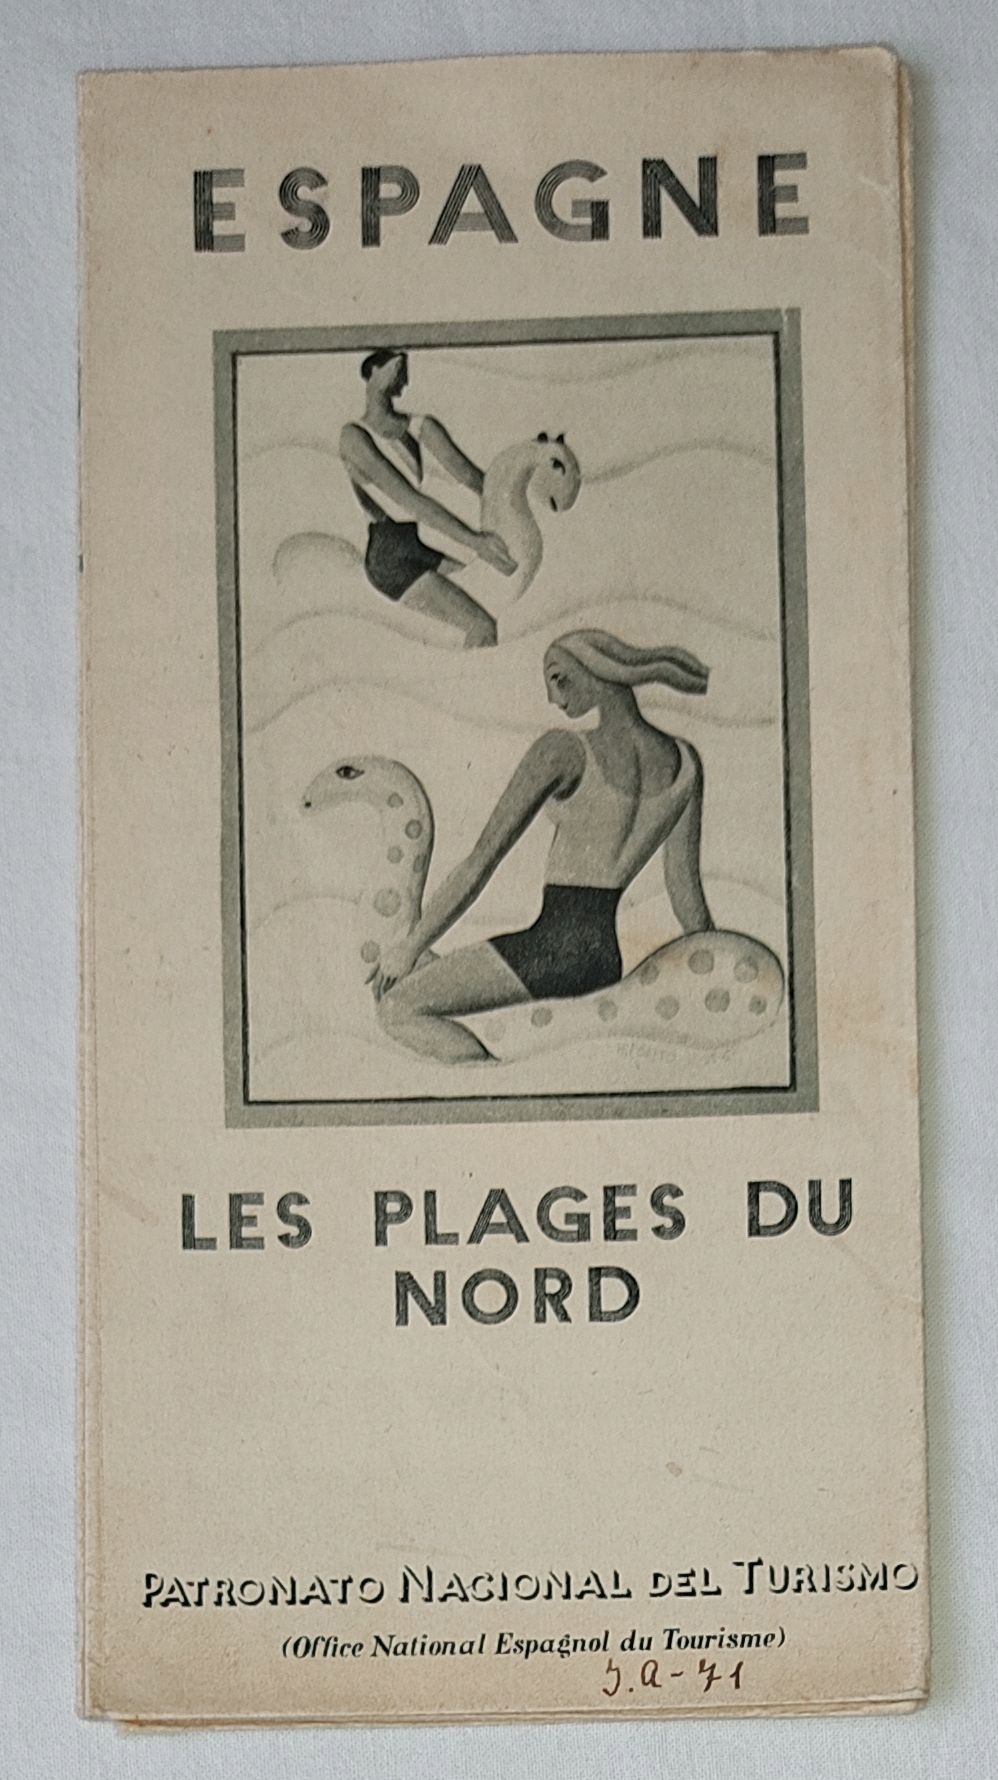 ESPAGNE
LES PLAGES DU
NORD
PATRONATO NACIONAL DEL TURISMO
(Office National Espagnol du Tourisme)
J.A-71